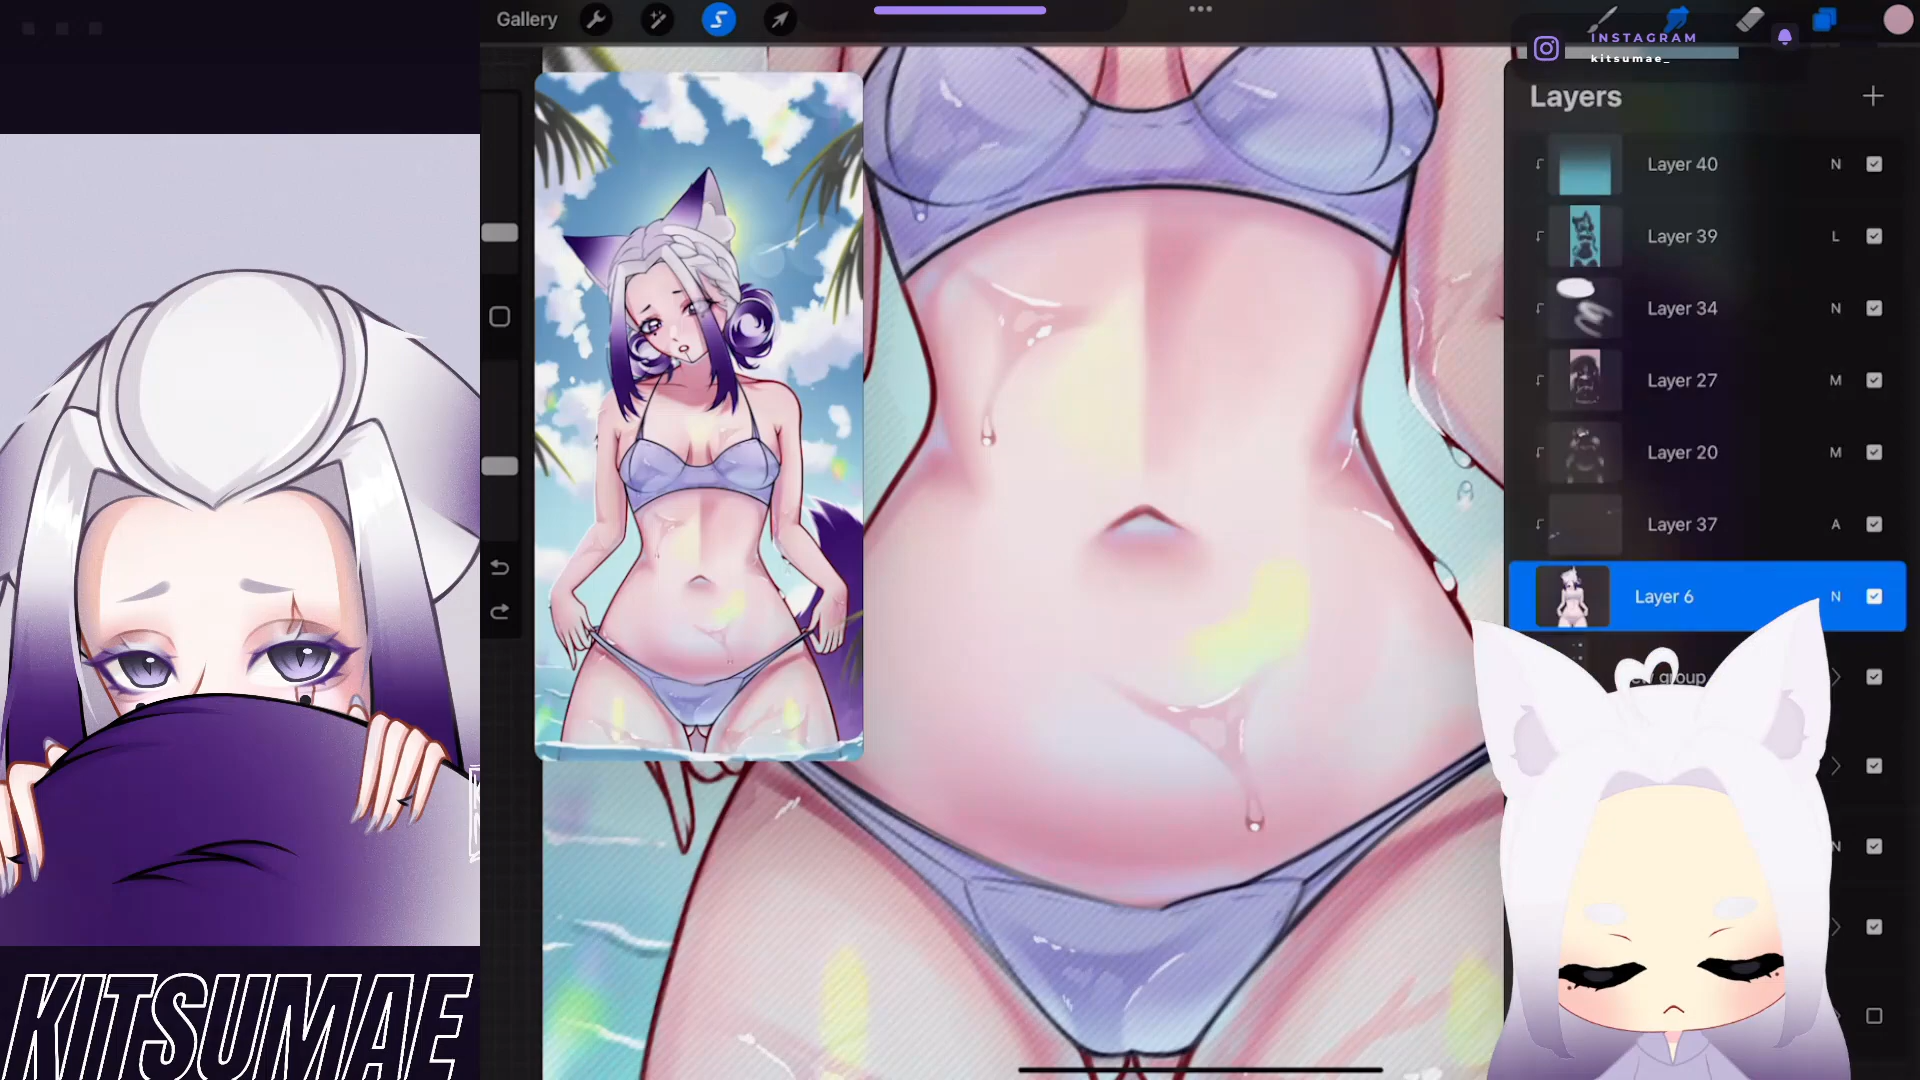 Gallery
INSTAGRAM
kitsumae_
Layers
Layer 40
N
Layer 39
L
Layer 34
N
Layer 27
M
Layer 20
M
Layer 37
A
Layer 6
N
group
N
KITSUMAE